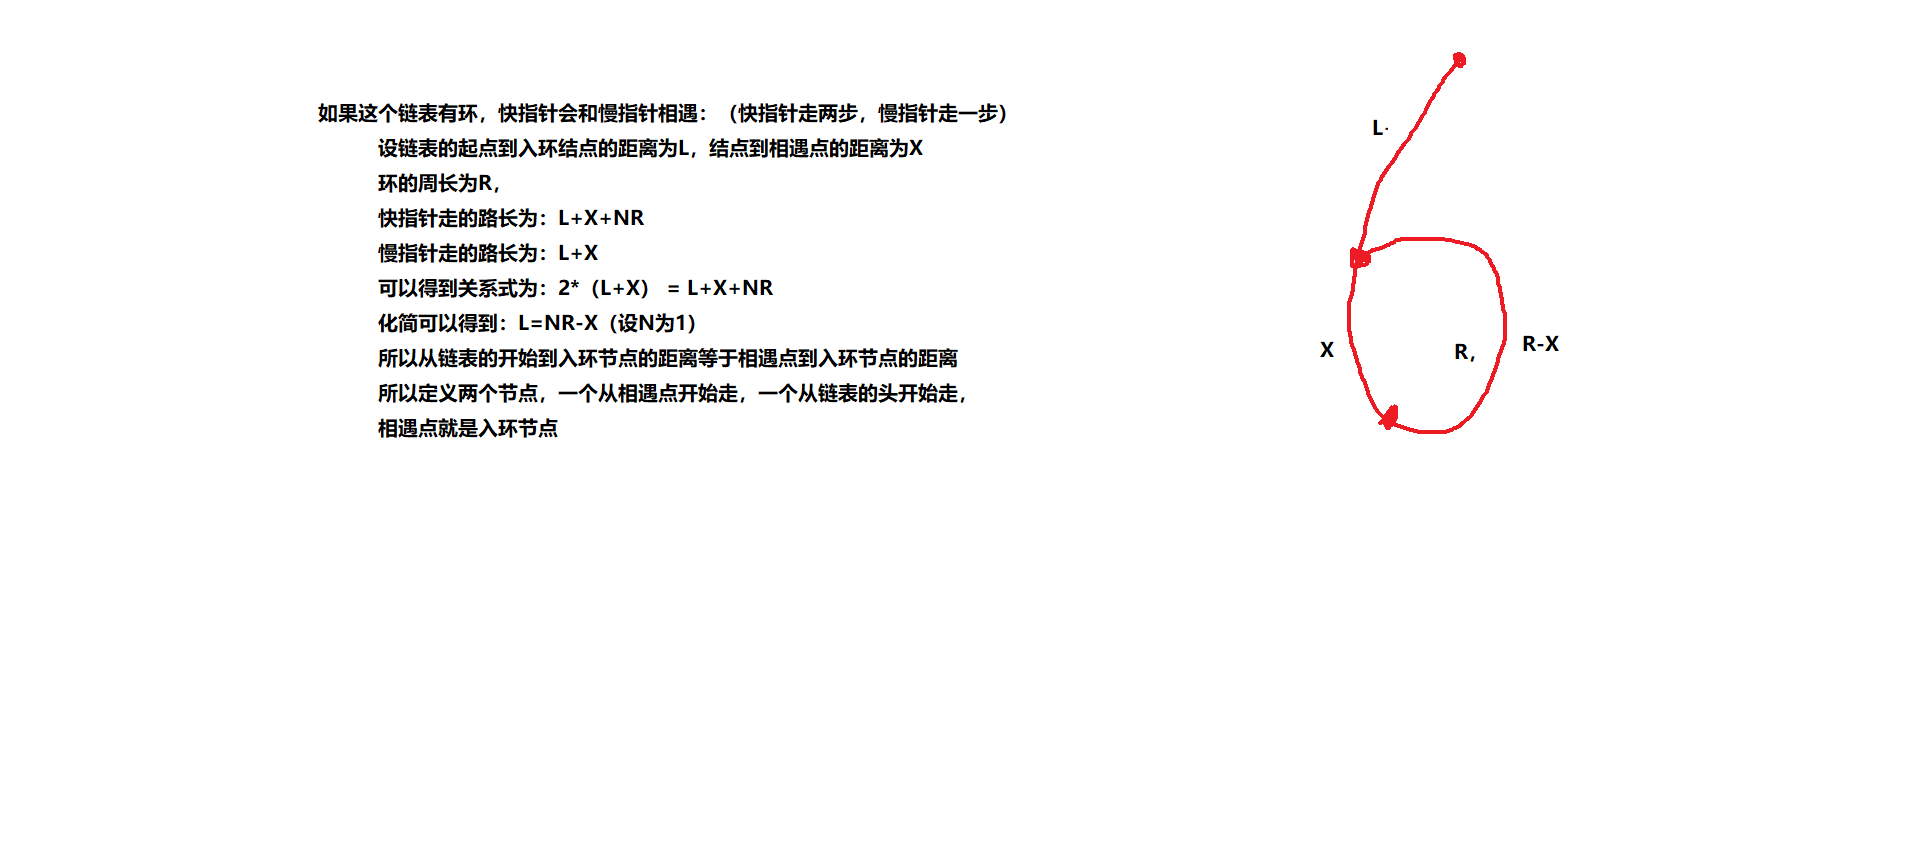 如果这个链表有环，快指针会和慢指针相遇：（快指针走两步，慢指针走一步）
设链表的起点到入环结点的距离为L，结点到相遇点的距离为X
环的周长为R，
快指针走的路长为：L+X+NR
慢指针走的路长为：L+X
可以得到关系式为：2*（L+X） = L+X+NR
化简可以得到：L=NR-X（设N为1）
所以从链表的开始到入环节点的距离等于相遇点到入环节点的距离
所以定义两个节点，一个从相遇点开始走，一个从链表的头开始走，
相遇点就是入环节点
L·
X
R，
R-X